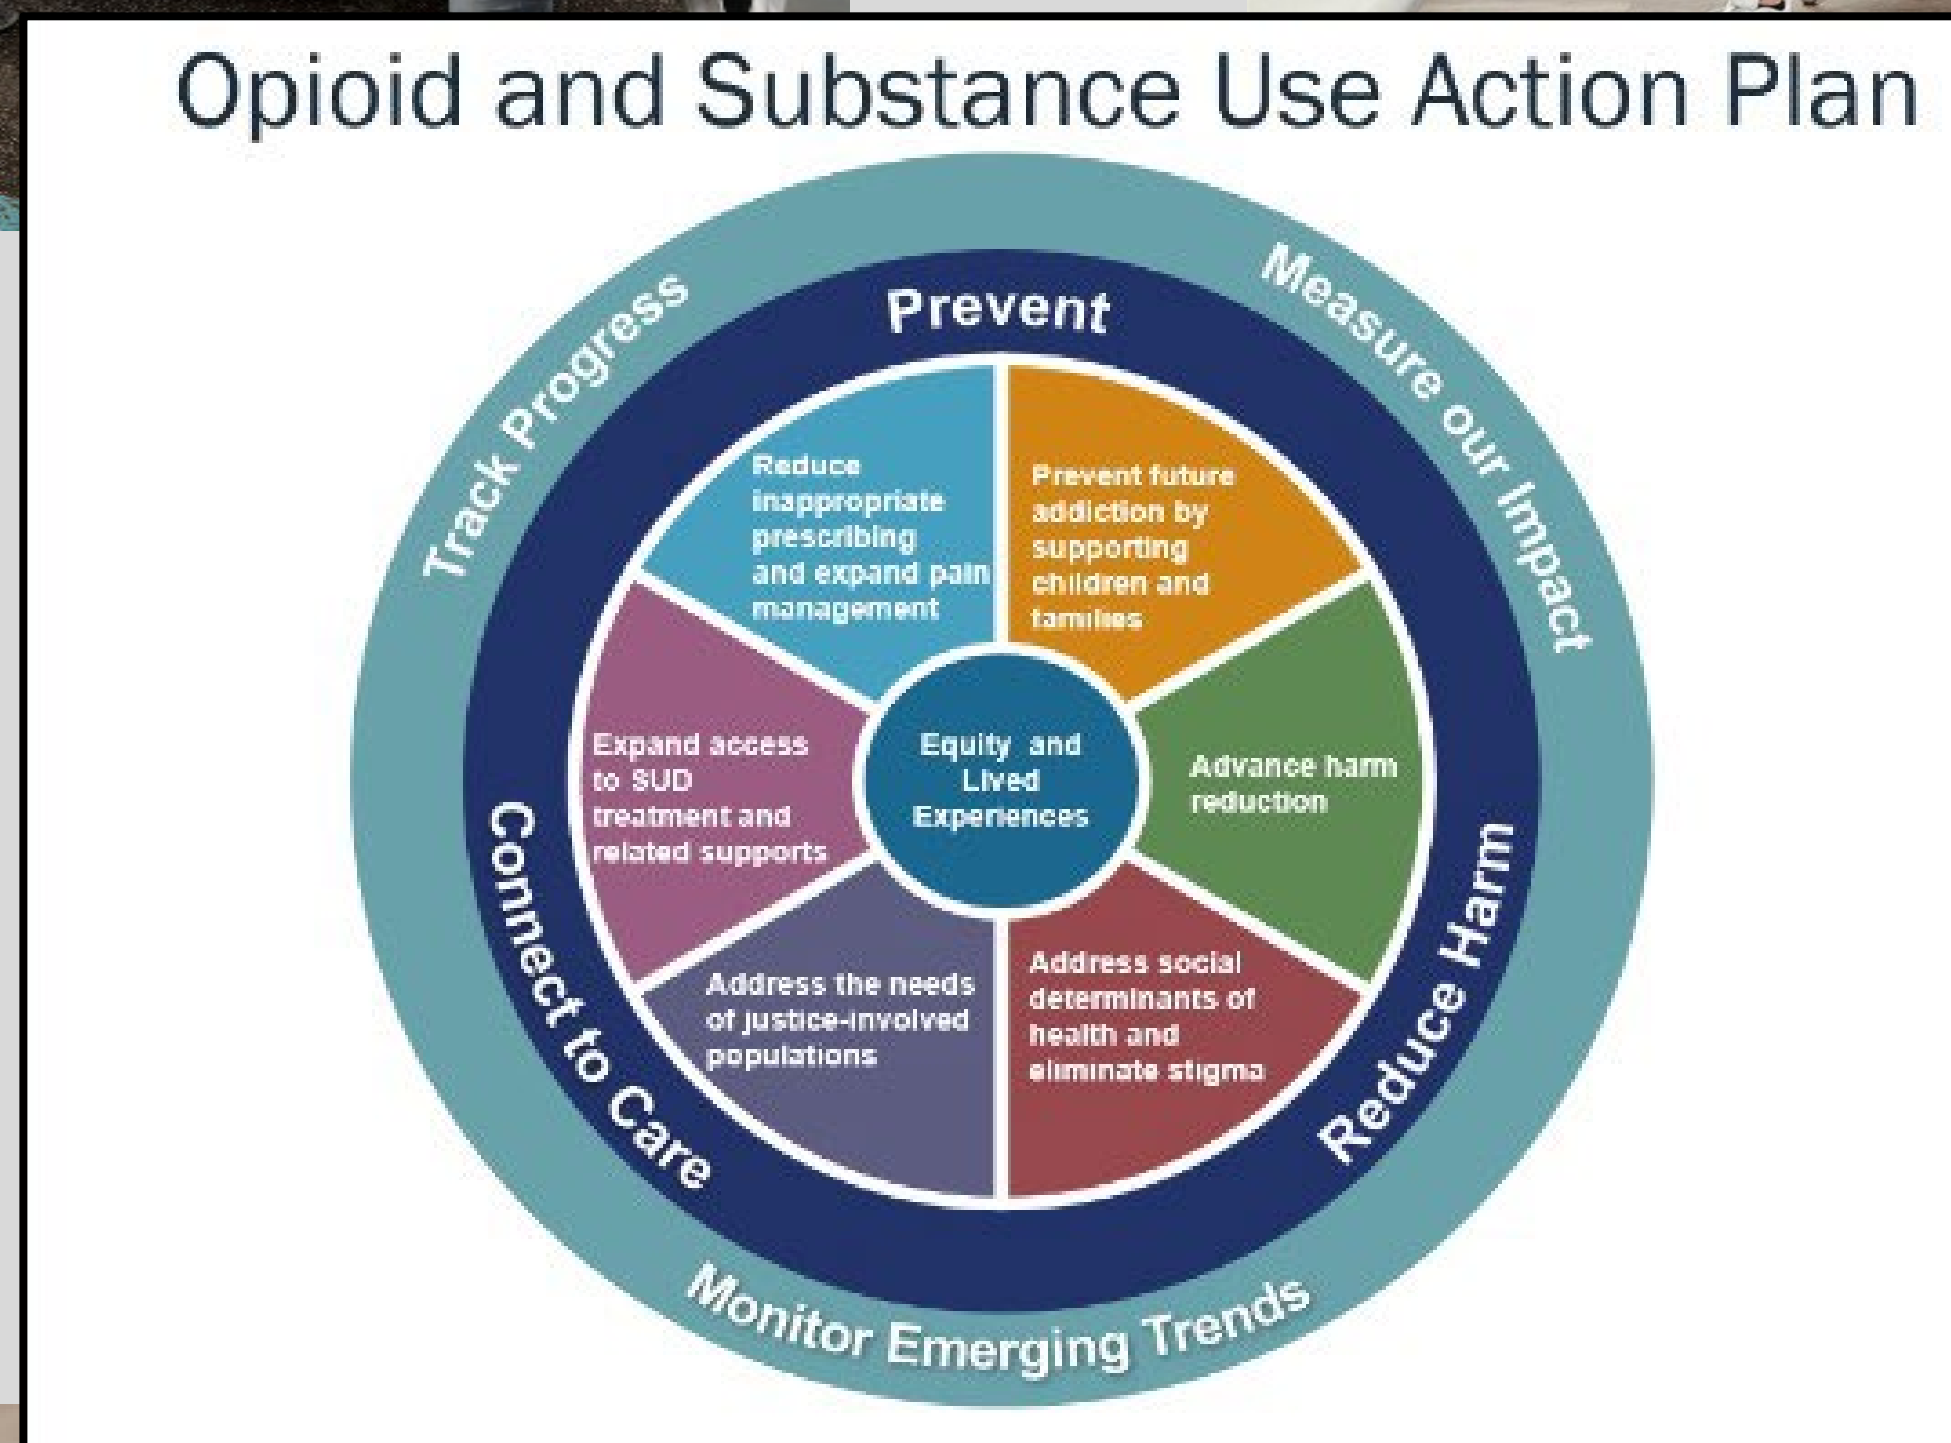 Opioid and Substance Use Action Plan
Track Progress
Measure our Impact
Prevent
Reduce
inappropriate
prescribing
and expand pain
management
Prevent future
addiction by
supporting
children and
families
Expand access
to SUD
treatment and
related supports
Equity and
Lived
Experiences
Advance harm
reduction
Address the needs
of justice-involved
populations
Address social
determinants of
health and
eliminate stigma
Connect to Care
Reduce Harm
Monitor Emerging Trends